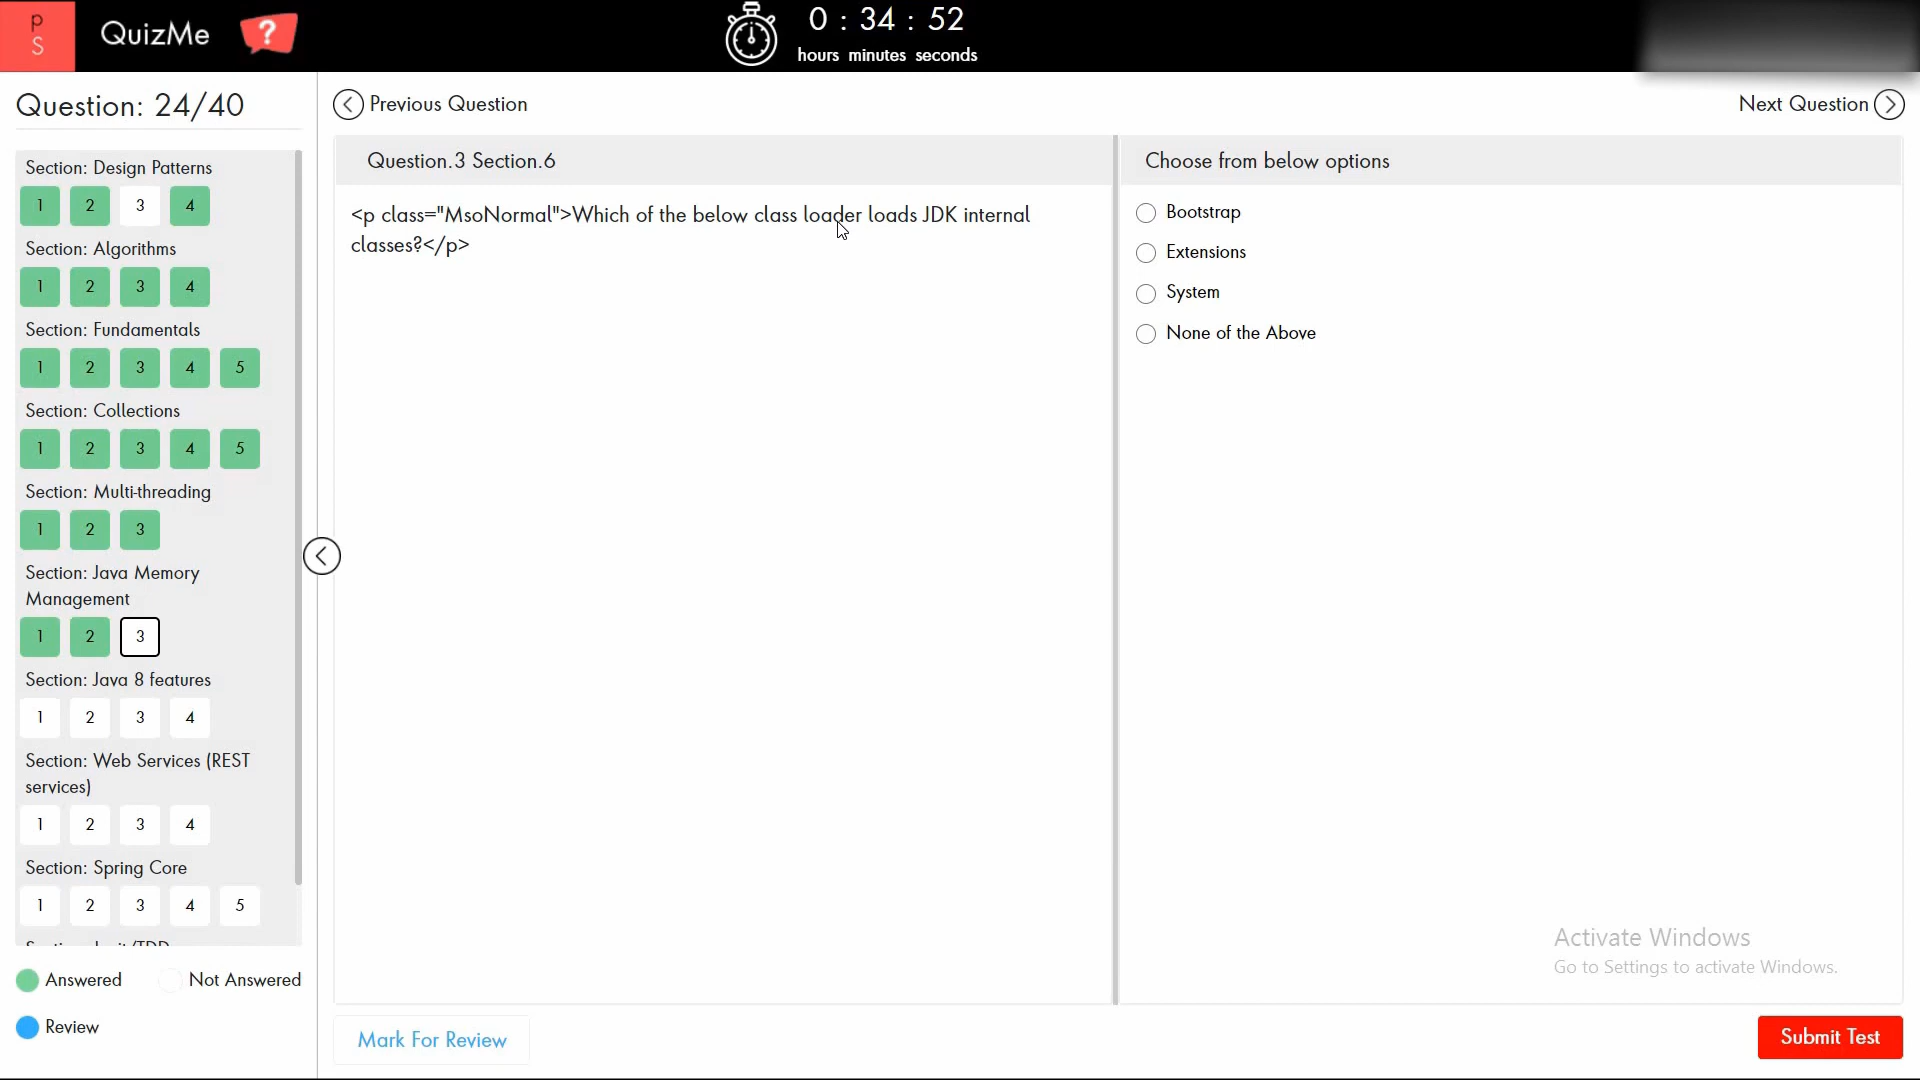 P
S
QuizMe
?
0 : 34 : 52
hours minutes seconds
Question: 24/40
Previous Question
Next Question
Section: Design Patterns
1 2 3 4
Section: Algorithms
1 2 3 4
Section: Fundamentals
1 2 3 4 5
Section: Collections
1 2 3 4 5
Section: Multi-threading
1 2 3
Section: Java Memory
Management
1 2 3
Section: Java 8 features
1 2 3 4
Section: Web Services (REST
services)
1 2 3 4
Section: Spring Core
1 2 3 4 5
Answered
Not Answered
Review
Question.3 Section.6
<p class="MsoNormal">Which of the below class loader loads JDK internal
classes?</p>
Choose from below options
Bootstrap
Extensions
System
None of the Above
Activate Windows
Go to Settings to activate Windows.
Mark For Review
Submit Test